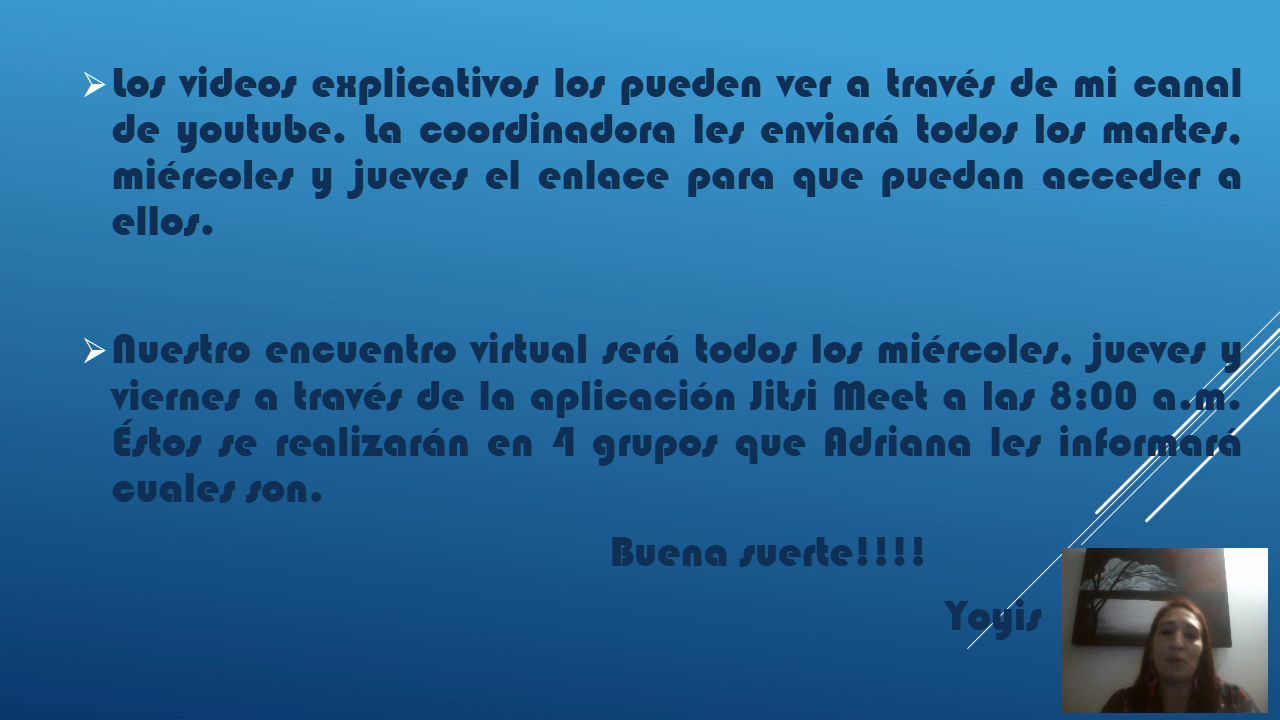 Los videos explicativos los pueden ver a través de mi canal
de youtube. La coordinadora les enviará todos los martes,
miércoles y jueves el enlace para que puedan acceder a
ellos.
Nuestro encuentro virtual será todos los miércoles, jueves y
viernes a través de la aplicación Jitsi Meet a las 8:00 a.m.
Éstos se realizarán en 4 grupos que Adriana les informará
cuales son.
Buena suerte!!!!
Yoyis